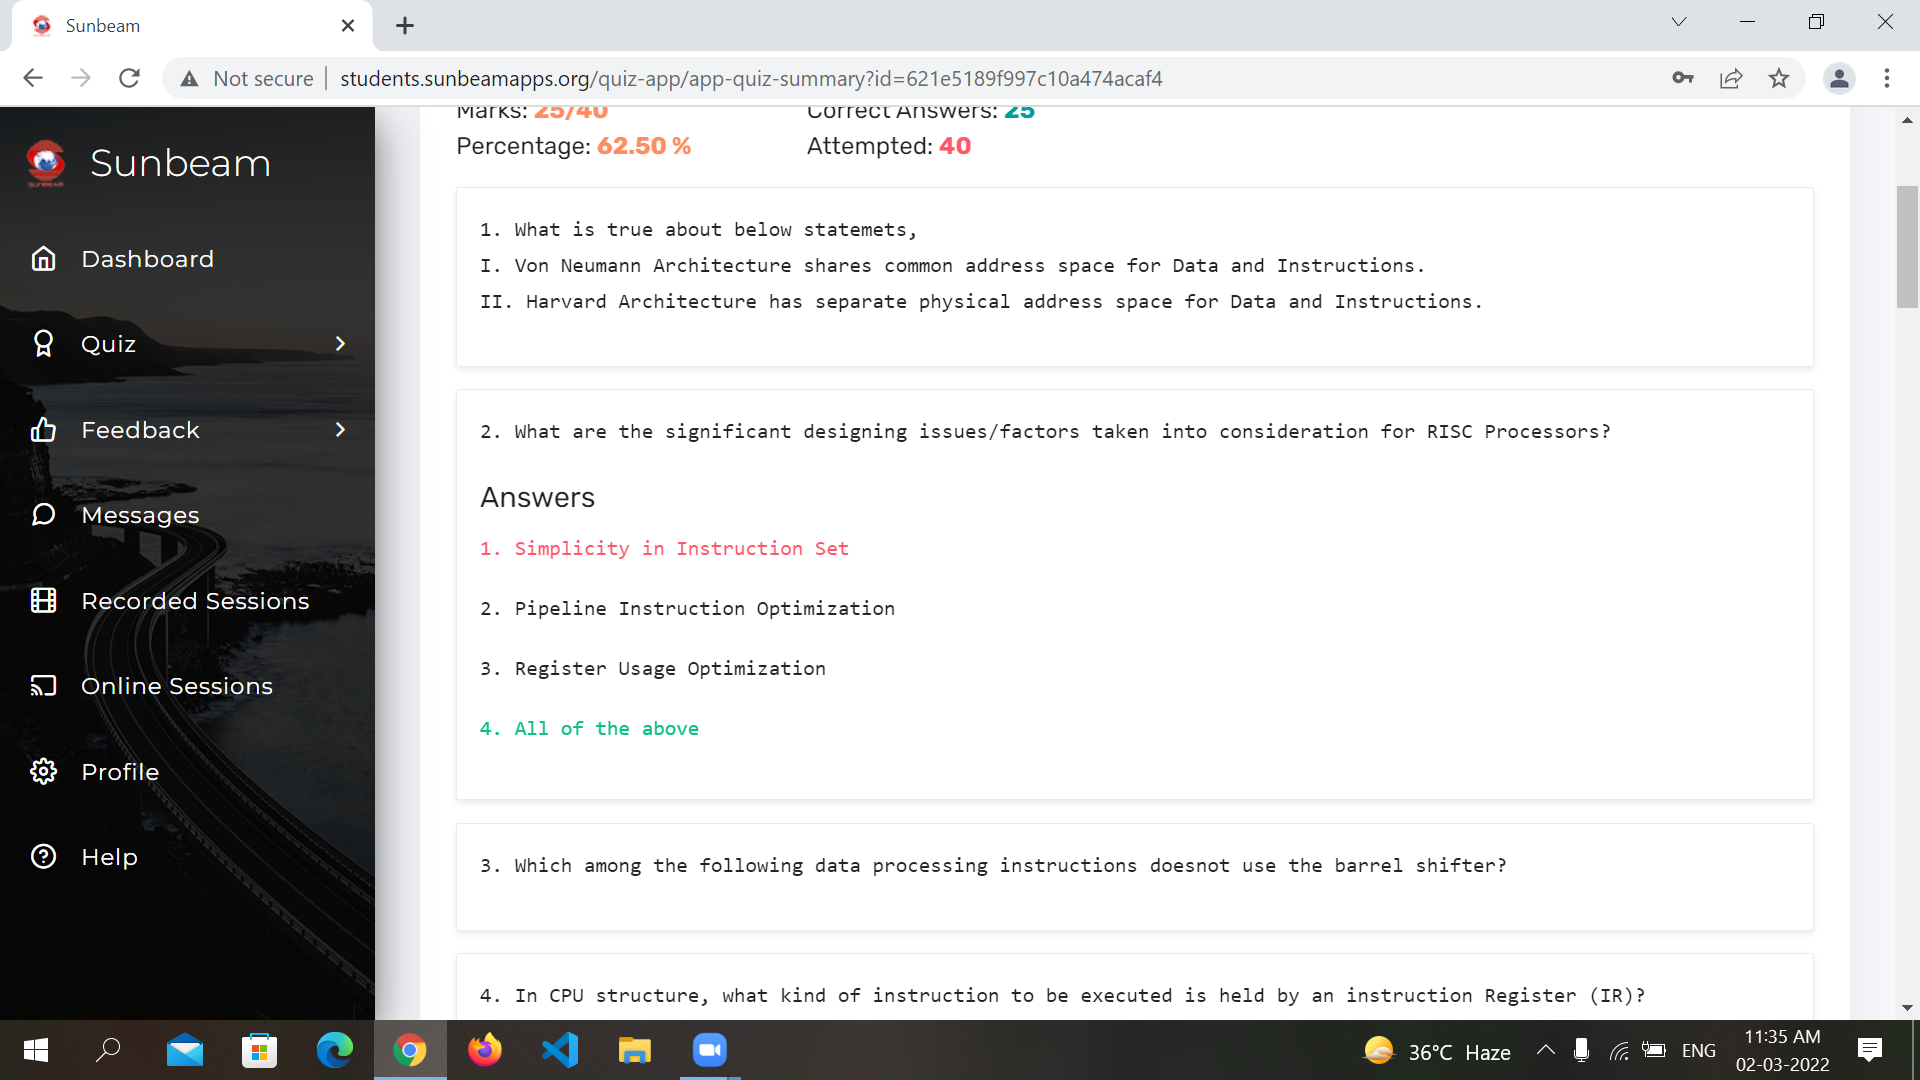 Sunbeam
Not secure
students.sunbeamapps.org/quiz-app/app-quiz-summary?id=621e5189f997c10a474acaf4
SUNBEAM
Sunbeam
Dashboard
Quiz
Feedback
Messages
Recorded Sessions
Online Sessions
Profile
Help
Marks: 25/40
Correct Answers: 25
Percentage: 62.50 %
Attempted: 40
1. What is true about below statemets,
I. Von Neumann Architecture shares common address space for Data and Instructions.
II. Harvard Architecture has separate physical address space for Data and Instructions.
2. What are the significant designing issues/factors taken into consideration for RISC Processors?
Answers
1. Simplicity in Instruction Set
2. Pipeline Instruction Optimization
3. Register Usage Optimization
4. All of the above
3. Which among the following data processing instructions doesnot use the barrel shifter?
4. In CPU structure, what kind of instruction to be executed is held by an instruction Register (IR)?
36°C Haze
ENG
11:35 AM
02-03-2022